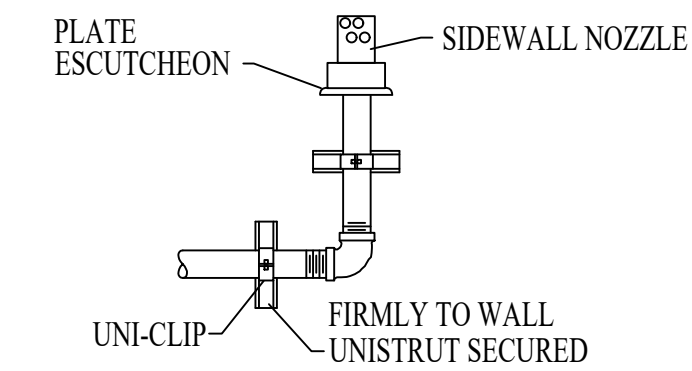 PLATE
ESCUTCHEON
SIDEWALL NOZZLE
UNI-CLIP
FIRMLY TO WALL
UNISTRUT SECURED